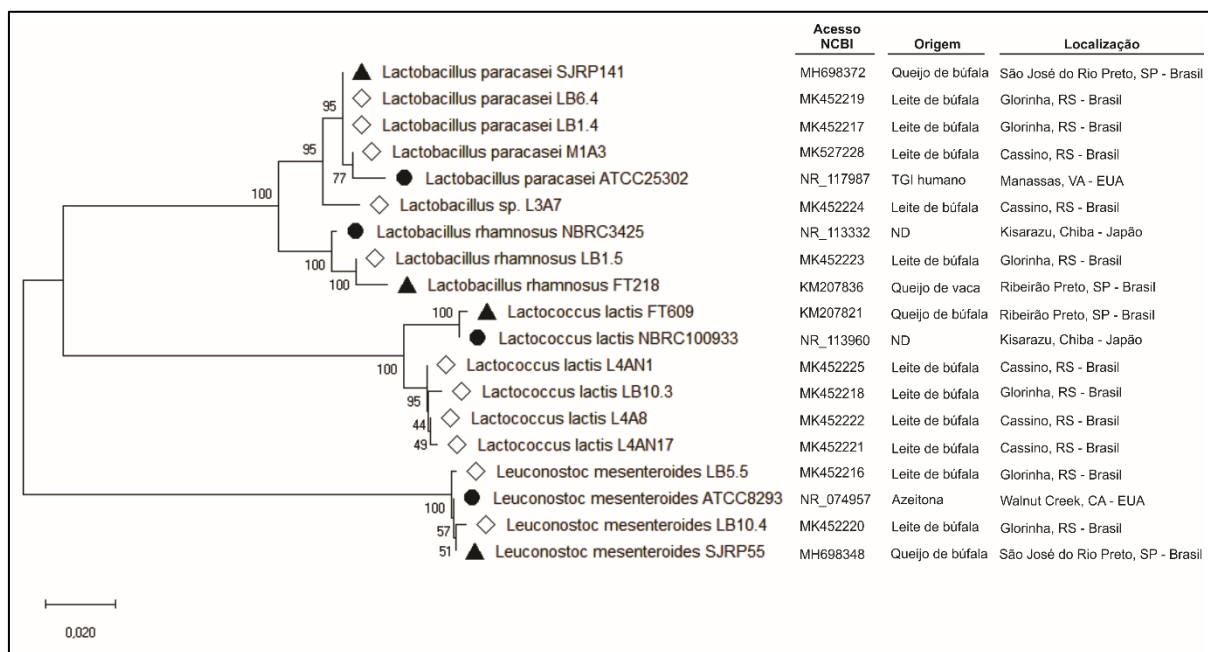 Acesso NCBI Origem Localização
Lactobacillus paracasei SJRP141 MH698372 Queijo de búfala São José do Rio Preto, SP - Brasil
95 Lactobacillus paracasei LB6.4 MK452219 Leite de búfala Glorinha, RS - Brasil
Lactobacillus paracasei LB1.4 MK452217 Leite de búfala Glorinha, RS - Brasil
95 Lactobacillus paracasei M1A3 MK527228 Leite de búfala Cassino, RS - Brasil
77 Lactobacillus paracasei ATCC25302 NR_117987 TGI humano Manassas, VA - EUA
100 Lactobacillus sp. L3A7 MK452224 Leite de búfala Cassino, RS - Brasil
Lactobacillus rhamnosus NBRC3425 NR_113332 ND Kisarazu, Chiba - Japão
100 Lactobacillus rhamnosus LB1.5 MK452223 Leite de búfala Glorinha, RS - Brasil
100 Lactobacillus rhamnosus FT218 KM207836 Queijo de vaca Ribeirão Preto, SP - Brasil
100 Lactococcus lactis FT609 KM207821 Queijo de búfala Ribeirão Preto, SP - Brasil
Lactococcus lactis NBRC100933 NR_113960 ND Kisarazu, Chiba - Japão
100 Lactococcus lactis L4AN1 MK452225 Leite de búfala Cassino, RS - Brasil
95 Lactococcus lactis LB10.3 MK452218 Leite de búfala Glorinha, RS - Brasil
44 Lactococcus lactis L4A8 MK452222 Leite de búfala Cassino, RS - Brasil
49 Lactococcus lactis L4AN17 MK452221 Leite de búfala Cassino, RS - Brasil
Leuconostoc mesenteroides LB5.5 MK452216 Leite de búfala Glorinha, RS - Brasil
100 Leuconostoc mesenteroides ATCC8293 NR_074957 Azeitona Walnut Creek, CA - EUA
57 Leuconostoc mesenteroides LB10.4 MK452220 Leite de búfala Glorinha, RS - Brasil
51 Leuconostoc mesenteroides SJRP55 MH698348 Queijo de búfala São José do Rio Preto, SP - Brasil
0,020